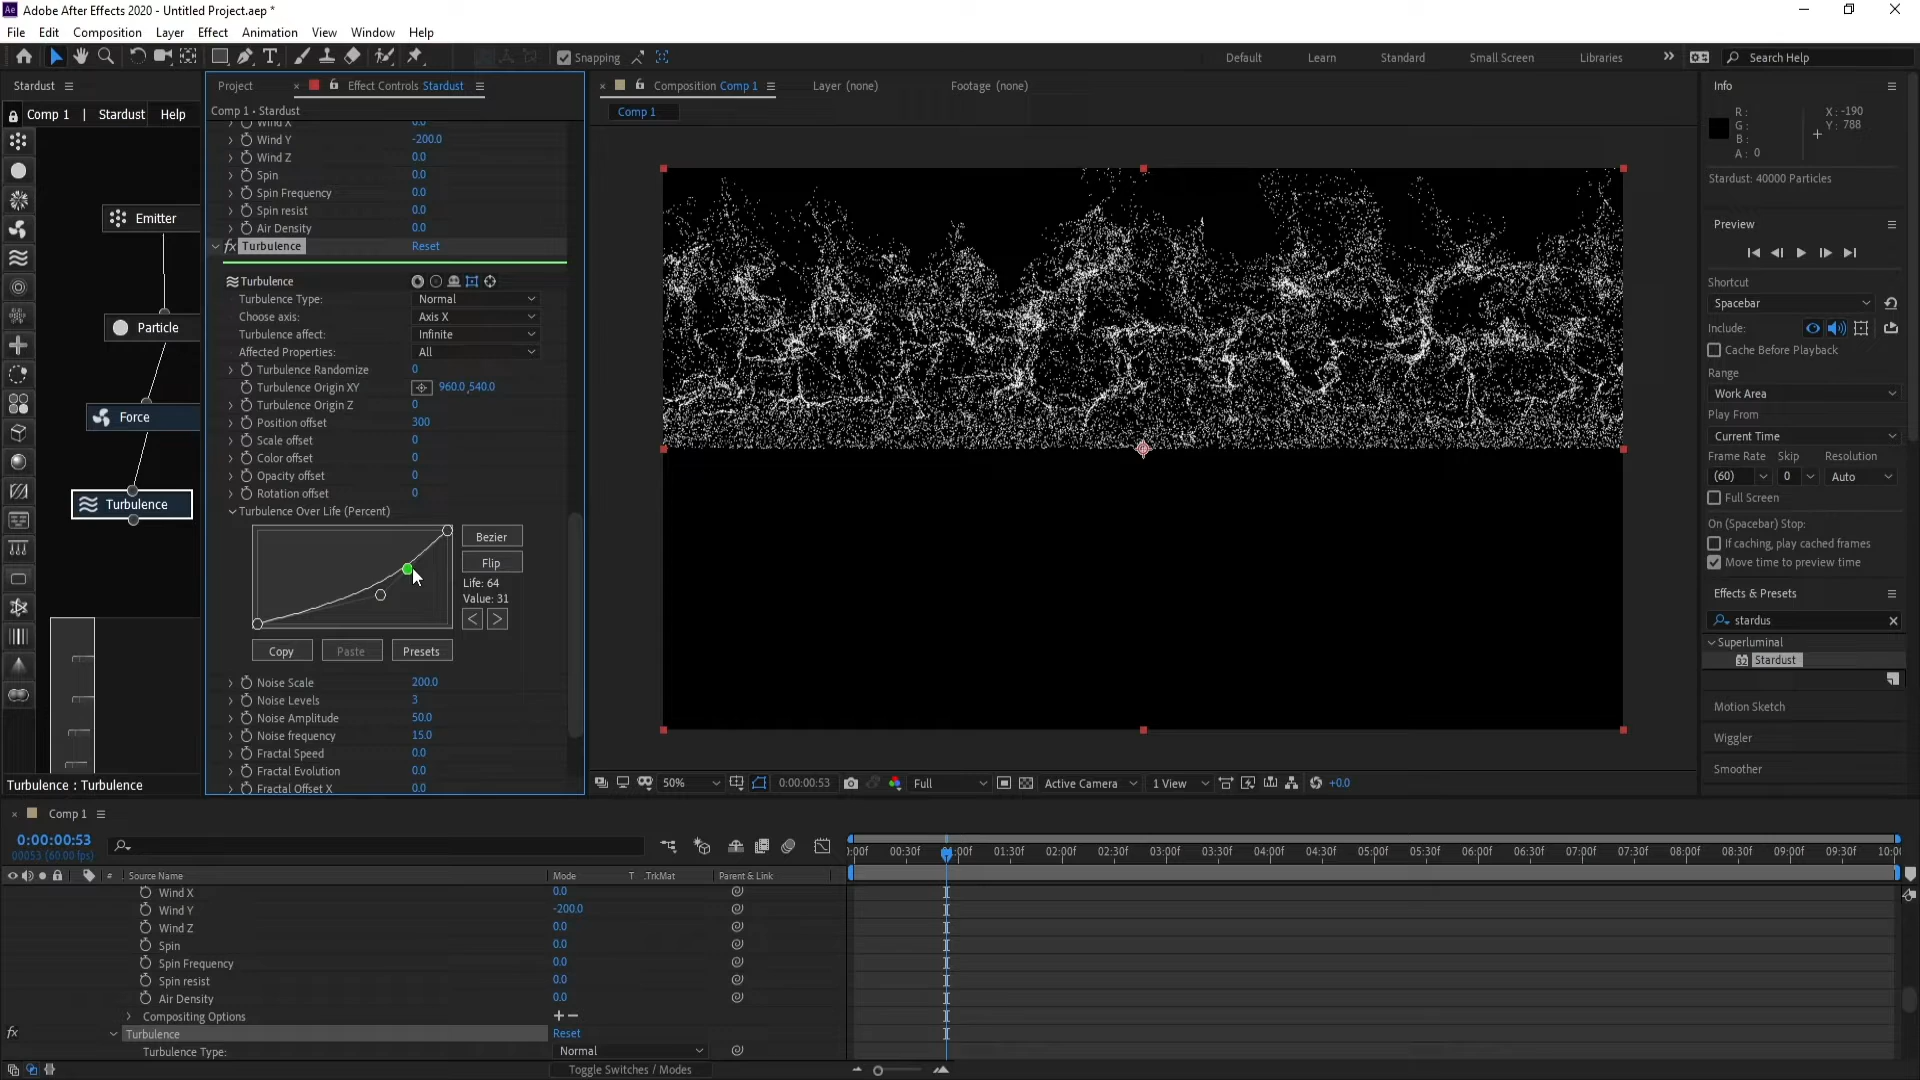 Adobe After Effects 2020 - Untitled Project.aep *
File Edit Composition Layer Effect Animation View Window Help
Snapping
Default Learn Standard Small Screen Libraries Search Help
Stardust
Comp 1 | Stardust Help
Emitter
Particle
Force
Turbulence
Turbulence : Turbulence
Project Effect Controls Stardust
Comp 1 • Stardust
Wind X 0.0
Wind Y -200.0
Wind Z 0.0
Spin 0.0
Spin Frequency 0.0
Spin resist 0.0
Air Density 0.0
fx Turbulence Reset
Turbulence
Turbulence Type: Normal
Choose axis: Axis X
Turbulence affect: Infinite
Affected Properties: All
Turbulence Randomize 0
Turbulence Origin XY 960.0,540.0
Turbulence Origin Z 0
Position offset 300
Scale offset 0
Color offset 0
Opacity offset 0
Rotation offset 0
Turbulence Over Life (Percent)
Bezier
Flip
Life: 64
Value: 31
< >
Copy Paste Presets
Noise Scale 200.0
Noise Levels 3
Noise Amplitude 50.0
Noise frequency 15.0
Fractal Speed 0.0
Fractal Evolution 0.0
Fractal Offset X 0.0
Composition Comp 1 Layer (none) Footage (none)
Comp 1
50% 0:00:00:53 Full Active Camera 1 View +0.0
Info
R :
G :
B :
A : 0
X : -190
Y : 788
Stardust: 40000 Particles
Preview
Shortcut
Spacebar
Include:
Cache Before Playback
Range
Work Area
Play From
Current Time
Frame Rate Skip Resolution
(60) 0 Auto
Full Screen
On (Spacebar) Stop:
If caching, play cached frames
Move time to preview time
Effects & Presets
stardus
Superluminal
32 Stardust
Motion Sketch
Wiggler
Smoother
Comp 1
0:00:00:53
00053 (60.00 fps)
):00f 00:30f 01:00f 01:30f 02:00f 02:30f 03:00f 03:30f 04:00f 04:30f 05:00f 05:30f 06:00f 06:30f 07:00f 07:30f 08:00f 08:30f 09:00f 09:30f 10:0
# Source Name Mode T .TrkMat Parent & Link
Wind X 0.0
Wind Y -200.0
Wind Z 0.0
Spin 0.0
Spin Frequency 0.0
Spin resist 0.0
Air Density 0.0
Compositing Options + −
fx Turbulence Reset
Turbulence Type: Normal
Toggle Switches / Modes